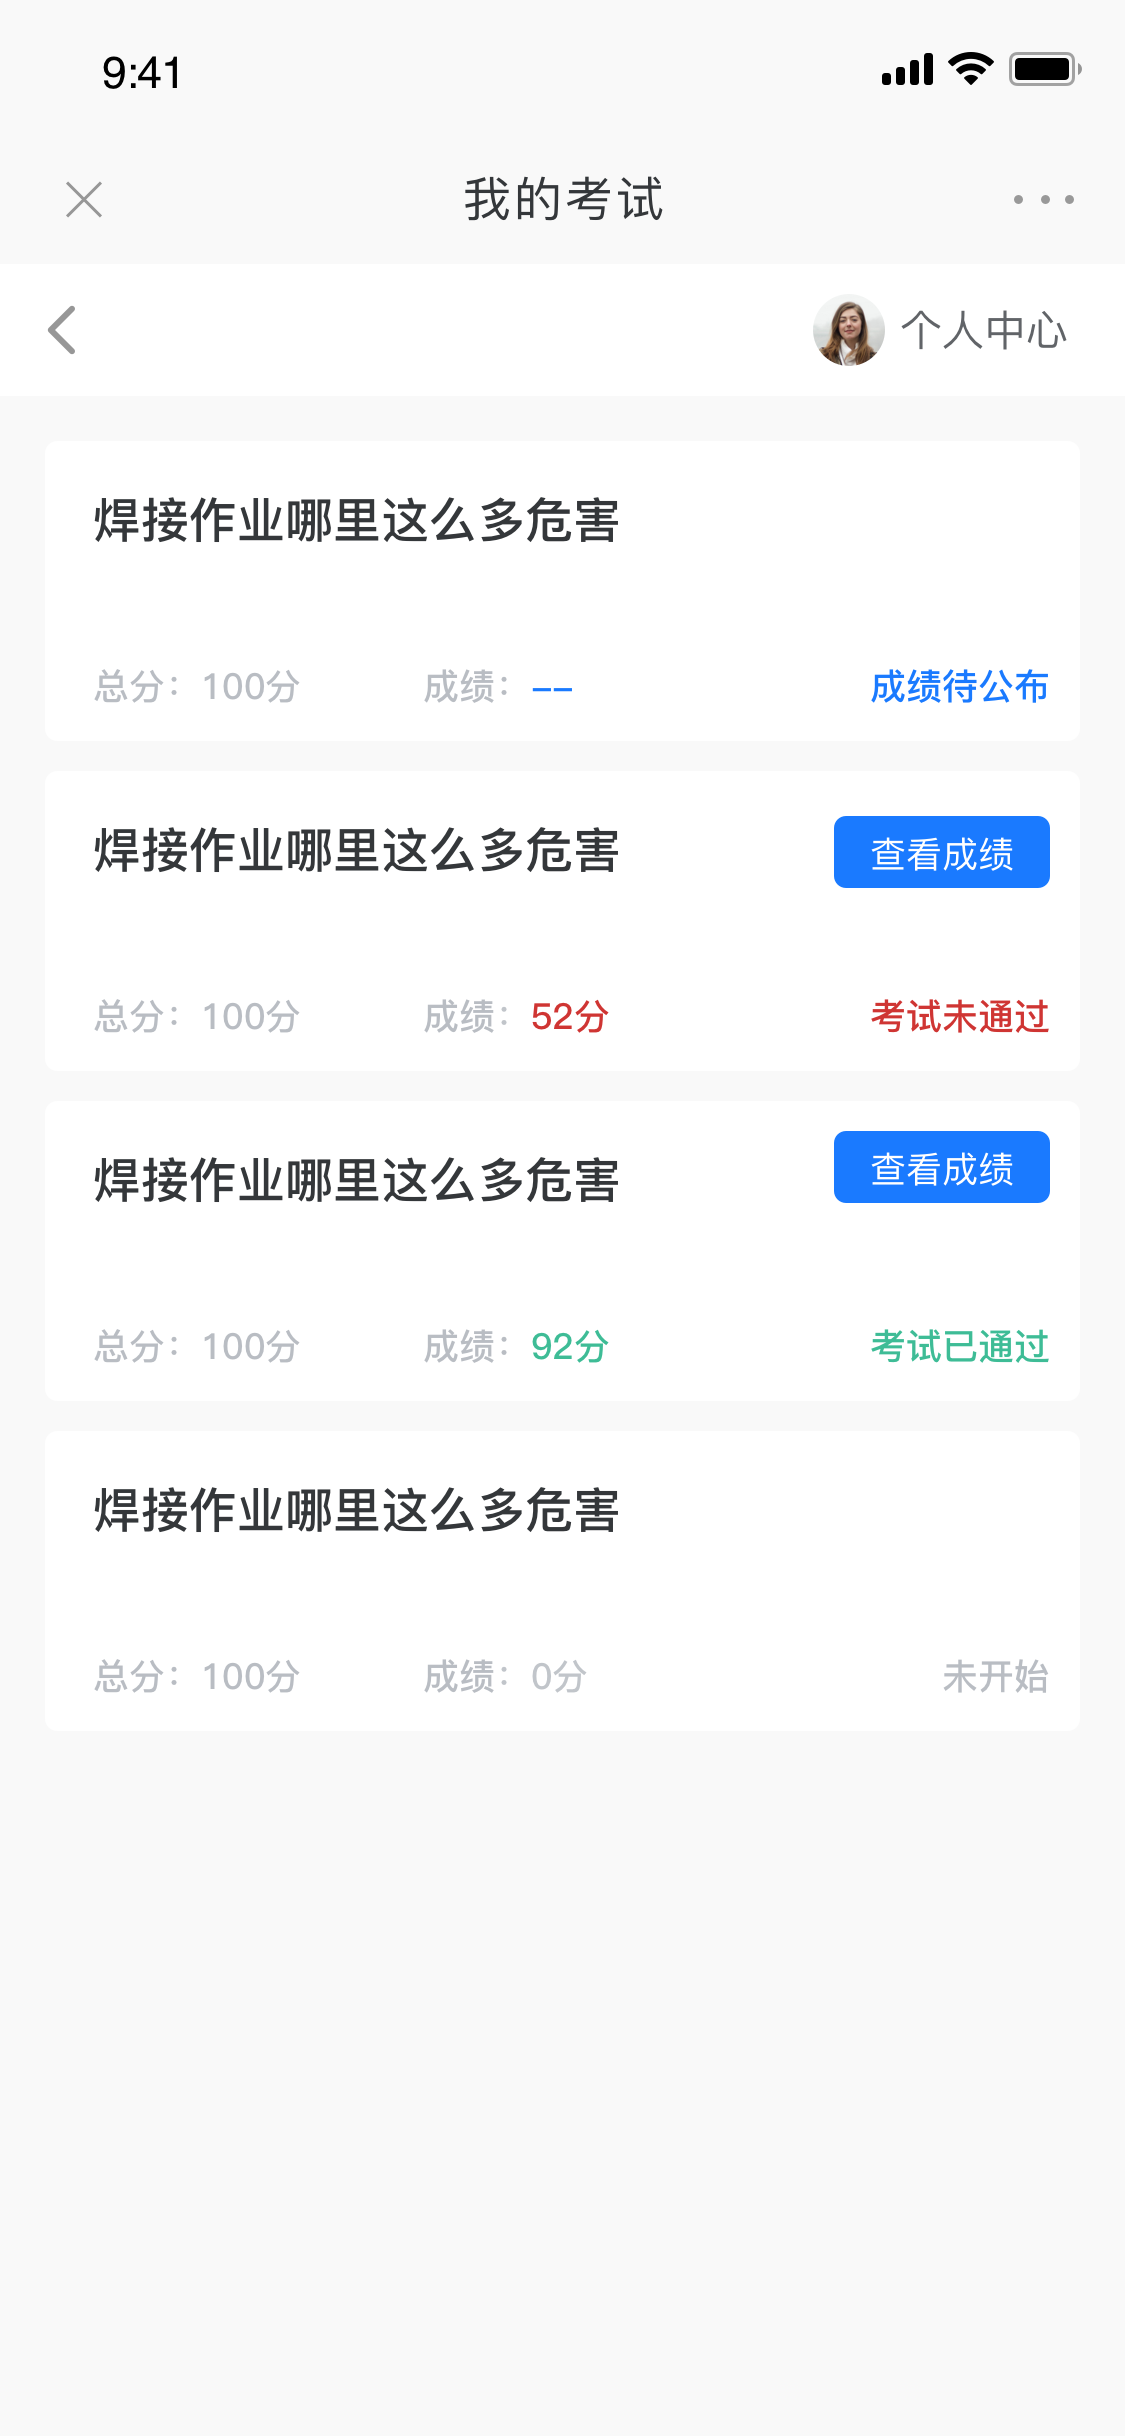 9:41
我的考试
个人中心
焊接作业哪里这么多危害
总分：100分 成绩：-- 成绩待公布
焊接作业哪里这么多危害 查看成绩
总分：100分 成绩：52分 考试未通过
焊接作业哪里这么多危害 查看成绩
总分：100分 成绩：92分 考试已通过
焊接作业哪里这么多危害
总分：100分 成绩：0分 未开始